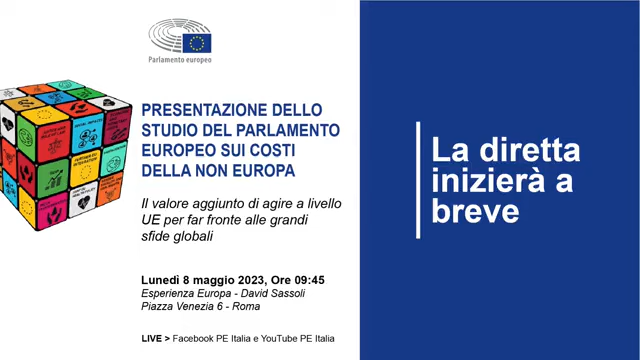 Parlamento europeo
PRESENTAZIONE DELLO
STUDIO DEL PARLAMENTO
EUROPEO SUI COSTI
DELLA NON EUROPA
Il valore aggiunto di agire a livello
UE per far fronte alle grandi
sfide globali
Lunedì 8 maggio 2023, Ore 09:45
Esperienza Europa - David Sassoli
Piazza Venezia 6 - Roma
LIVE > Facebook PE Italia e YouTube PE Italia
La diretta
inizierà a
breve